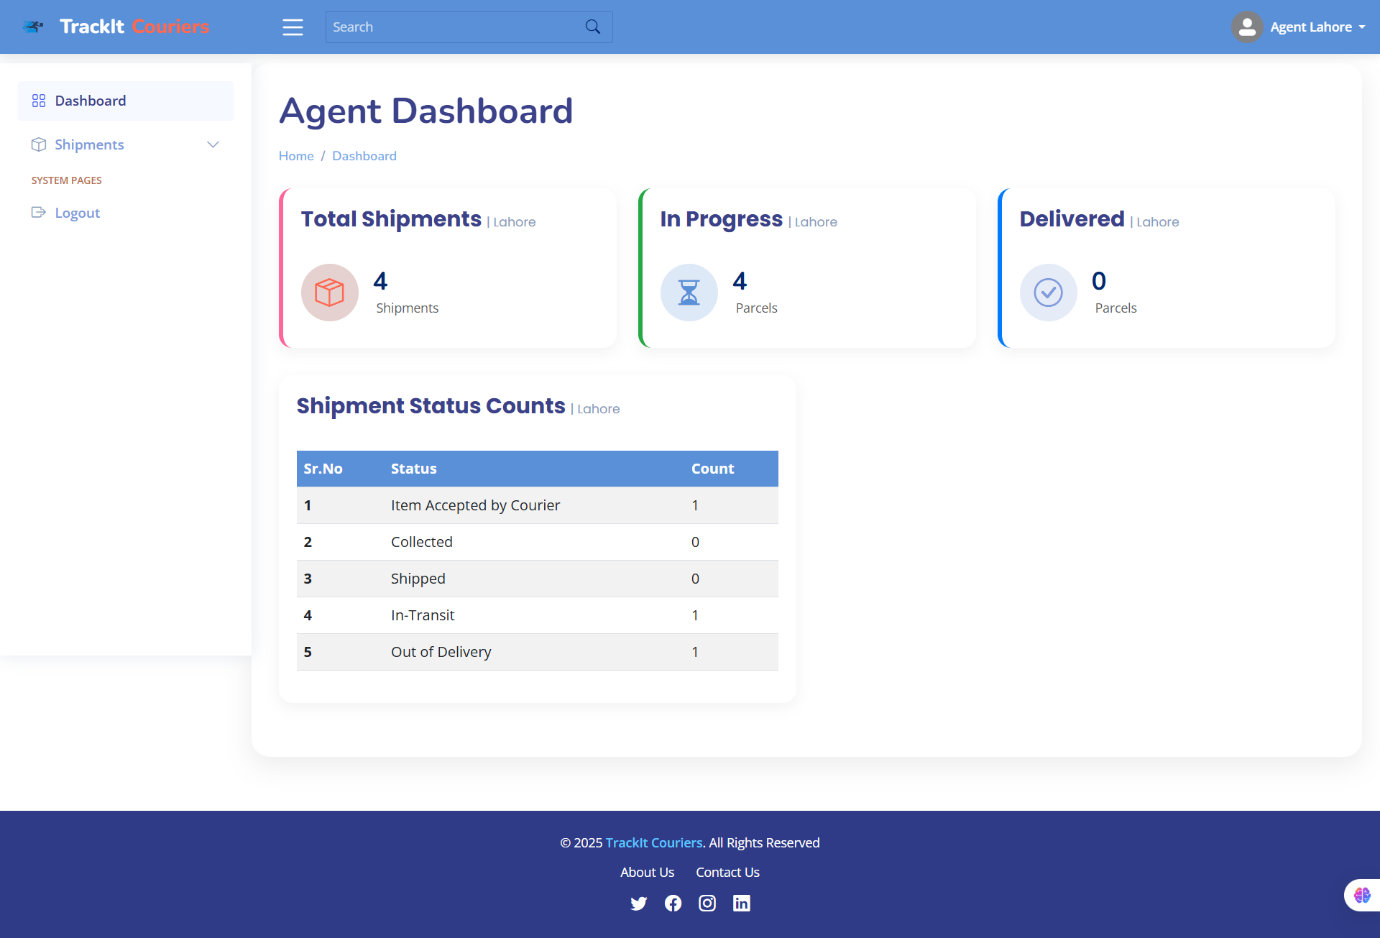 TrackIt Couriers
Search
Agent Lahore
Dashboard
Shipments
SYSTEM PAGES
Logout
Agent Dashboard
Home / Dashboard
Total Shipments | Lahore
4
Shipments
In Progress | Lahore
4
Parcels
Delivered | Lahore
0
Parcels
Shipment Status Counts | Lahore
Sr.No Status Count
1 Item Accepted by Courier 1
2 Collected 0
3 Shipped 0
4 In-Transit 1
5 Out of Delivery 1
© 2025 TrackIt Couriers. All Rights Reserved
About Us Contact Us